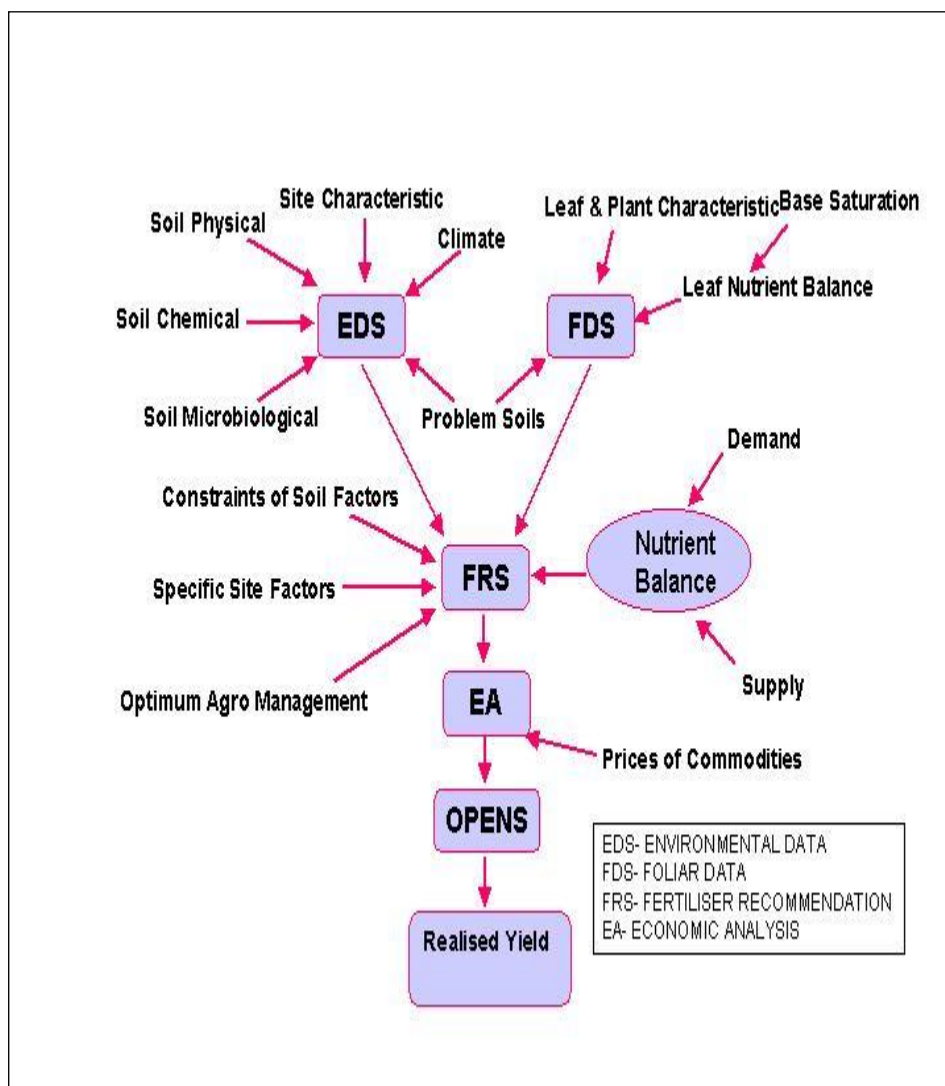 Site Characteristic
Leaf & Plant Characteristic
Base Saturation
Soil Physical
Climate
Leaf Nutrient Balance
Soil Chemical
EDS
FDS
Soil Microbiological
Problem Soils
Demand
Constraints of Soil Factors
Nutrient
Balance
FRS
Specific Site Factors
Supply
Optimum Agro Management
EA
Prices of Commodities
OPENS
EDS- ENVIRONMENTAL DATA
FDS- FOLIAR DATA
FRS- FERTILISER RECOMMENDATION
EA- ECONOMIC ANALYSIS
Realised Yield